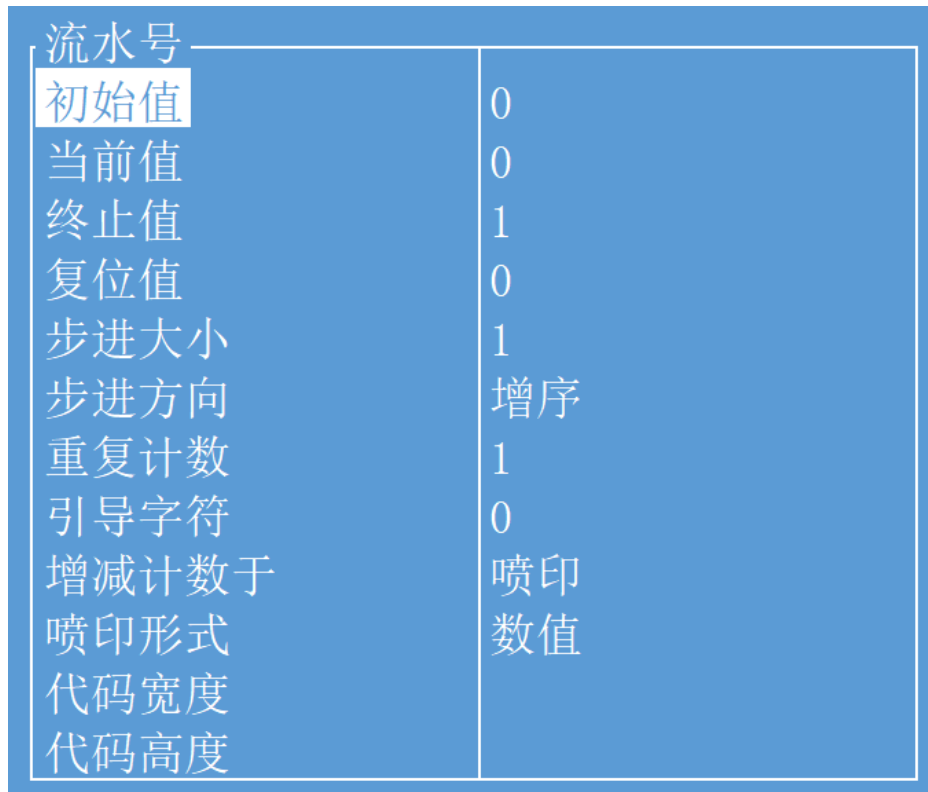 流水号
初始值 0
当前值 0
终止值 1
复位值 0
步进大小 1
步进方向 增序
重复计数 1
引导字符 0
增减计数于 喷印
喷印形式 数值
代码宽度
代码高度